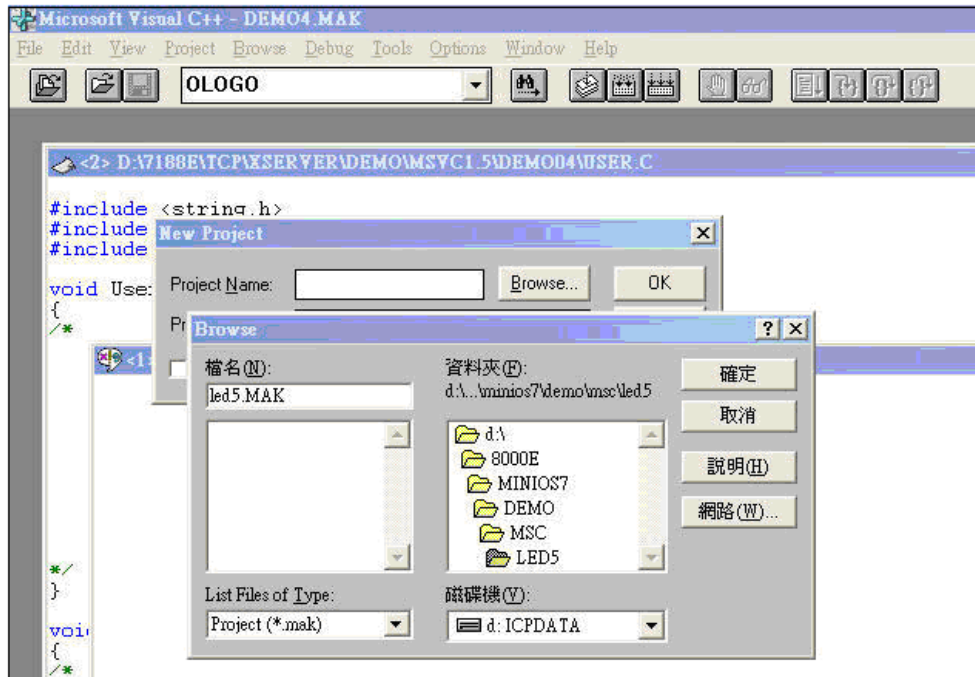 Microsoft Visual C++ - DEMO4.MAK
File Edit View Project Browse Debug Tools Options Window Help
OLOGO
<2> D:\7188E\TCP\XSERVER\DEMO\MSVC1.5\DEMO04\USER.C
#include <string.h>
#include
#include
void User
{
/*
New Project
Project Name:
Browse...
OK
Pr
<1>
Browse
檔名(N):
led5.MAK
資料夾(F):
d:\...\minios7\demo\msc\led5
d:\
8000E
MINIOS7
DEMO
MSC
LED5
確定
取消
說明(H)
網路(W)...
List Files of Type:
Project (*.mak)
磁碟機(V):
d: ICPDATA
*/
}
voi
{
/*